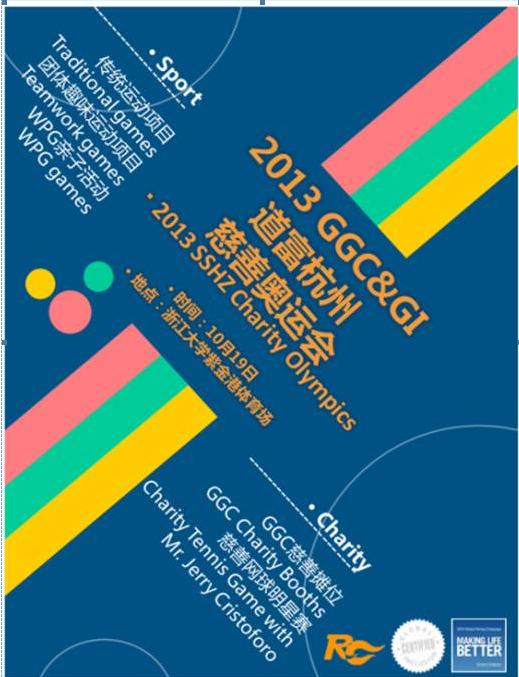 • Sport
传统运动项目
Traditional games
团体趣味运动项目
Teamwork games
WPG亲子活动
WPG games
2013 GGC&GI
道富杭州
慈善奥运会
• 2013 SSHZ Charity Olympics
• 时间：10月19日
• 地点：浙江大学紫金港体育场
• Charity
GGC慈善摊位
GGC Charity Booths
慈善网球明星赛
Charity Tennis Game with
Mr. Jerry Cristoforo
RC
GLOBAL
CERTIFIED
MAKING LIFE
BETTER